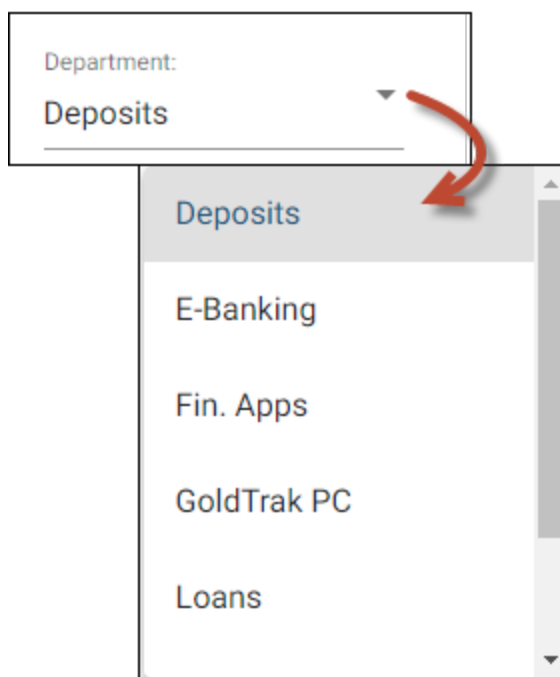 Department:
Deposits
Deposits
E-Banking
Fin. Apps
GoldTrak PC
Loans